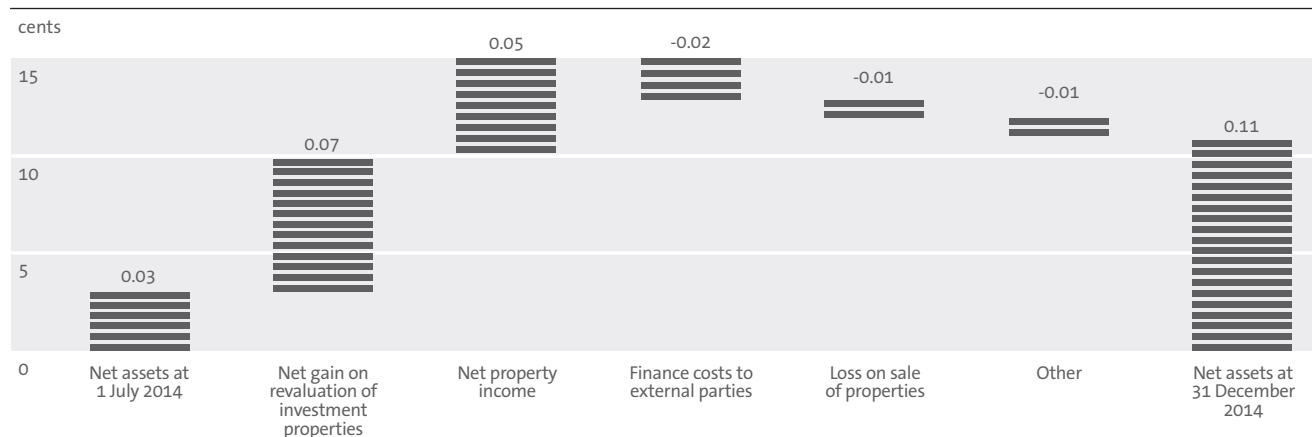 cents
0.05
-0.02
15
-0.01
-0.01
0.11
0.07
10
5
0.03
0
Net assets at
1 July 2014
Net gain on
revaluation of
investment
properties
Net property
income
Finance costs to
external parties
Loss on sale
of properties
Other
Net assets at
31 December
2014